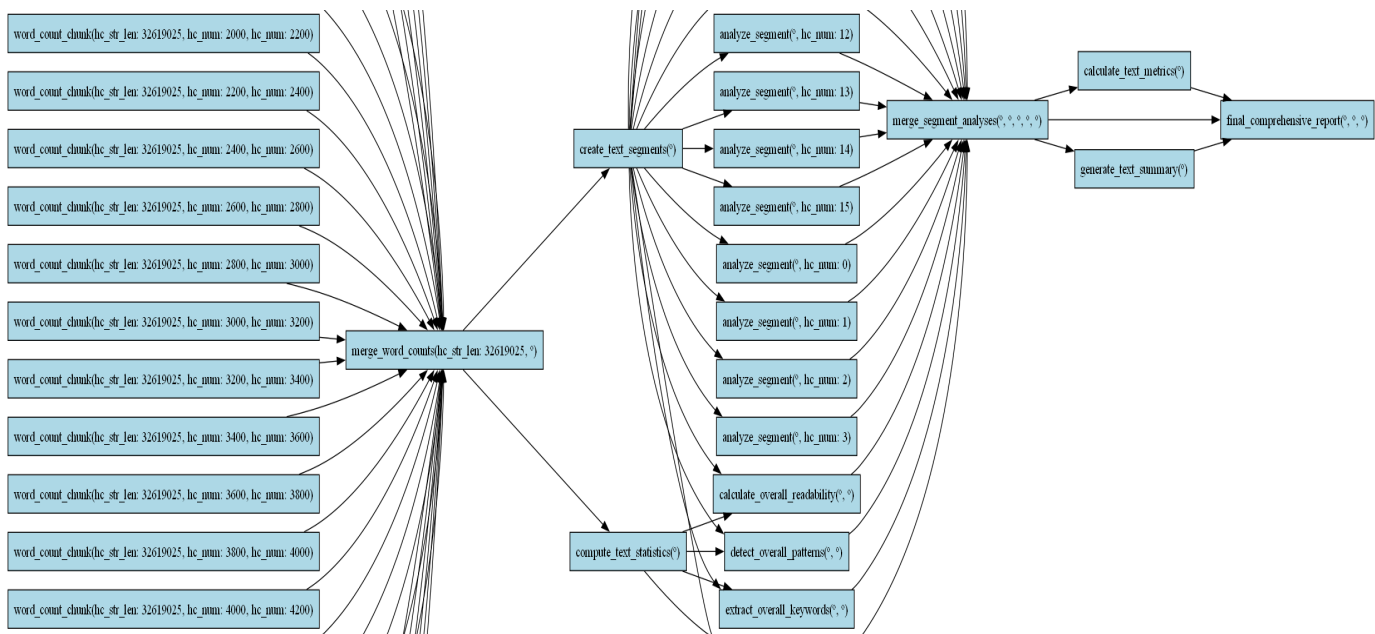 word_count_chunk(hc_str_len: 32619025, hc_num: 2000, hc_num: 2200)
word_count_chunk(hc_str_len: 32619025, hc_num: 2200, hc_num: 2400)
word_count_chunk(hc_str_len: 32619025, hc_num: 2400, hc_num: 2600)
word_count_chunk(hc_str_len: 32619025, hc_num: 2600, hc_num: 2800)
word_count_chunk(hc_str_len: 32619025, hc_num: 2800, hc_num: 3000)
word_count_chunk(hc_str_len: 32619025, hc_num: 3000, hc_num: 3200)
word_count_chunk(hc_str_len: 32619025, hc_num: 3200, hc_num: 3400)
word_count_chunk(hc_str_len: 32619025, hc_num: 3400, hc_num: 3600)
word_count_chunk(hc_str_len: 32619025, hc_num: 3600, hc_num: 3800)
word_count_chunk(hc_str_len: 32619025, hc_num: 3800, hc_num: 4000)
word_count_chunk(hc_str_len: 32619025, hc_num: 4000, hc_num: 4200)
merge_word_counts(hc_str_len: 32619025, °)
create_text_segments(°)
compute_text_statistics(°)
analyze_segment(°, hc_num: 12)
analyze_segment(°, hc_num: 13)
analyze_segment(°, hc_num: 14)
analyze_segment(°, hc_num: 15)
analyze_segment(°, hc_num: 0)
analyze_segment(°, hc_num: 1)
analyze_segment(°, hc_num: 2)
analyze_segment(°, hc_num: 3)
calculate_overall_readability(°, °)
detect_overall_patterns(°, °)
extract_overall_keywords(°, °)
merge_segment_analyses(°, °, °, °, °)
calculate_text_metrics(°)
generate_text_summary(°)
final_comprehensive_report(°, °, °)